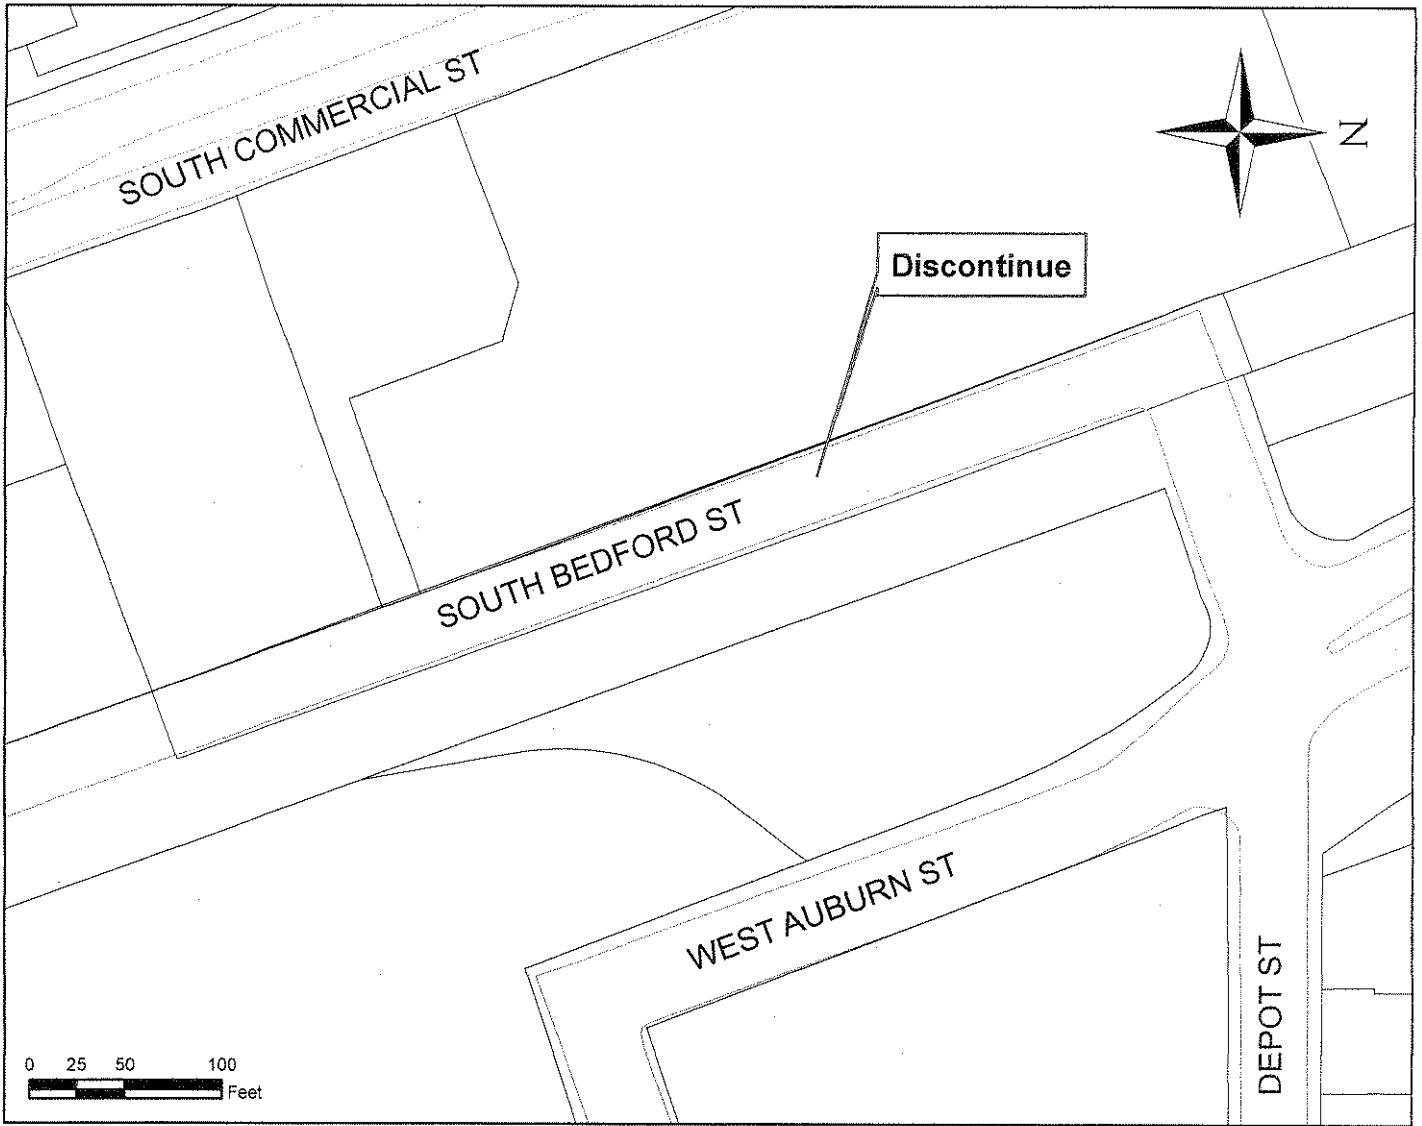 SOUTH COMMERCIAL ST
N
Discontinue
SOUTH BEDFORD ST
WEST AUBURN ST
DEPOT ST
0 25 50 100
Feet